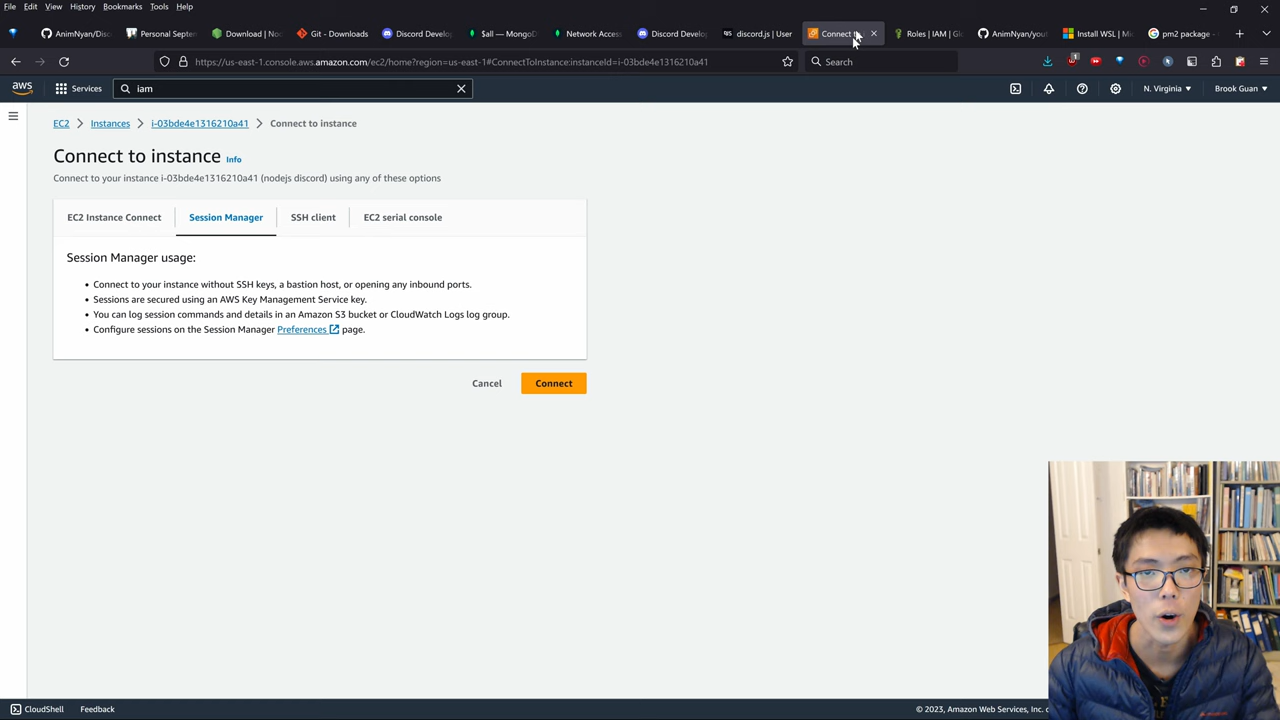 File Edit View History Bookmarks Tools Help
AnimNyan/Disc
Personal Septem
Download | No
Git - Downloads
Discord Develo
$all — MongoD
Network Access
Discord Develo
discord.js | User
Connect to
Roles | IAM | Gl
AnimNyan/yout
Install WSL | Mi
pm2 package -
https://us-east-1.console.aws.amazon.com/ec2/home?region=us-east-1#ConnectToInstance:instanceId=i-03bde4e1316210a41
Search
aws
Services
iam
N. Virginia
Brook Guan
EC2 Instances i-03bde4e1316210a41 Connect to instance
Connect to instance Info
Connect to your instance i-03bde4e1316210a41 (nodejs discord) using any of these options
EC2 Instance Connect
Session Manager
SSH client
EC2 serial console
Session Manager usage:
• Connect to your instance without SSH keys, a bastion host, or opening any inbound ports.
• Sessions are secured using an AWS Key Management Service key.
• You can log session commands and details in an Amazon S3 bucket or CloudWatch Logs log group.
• Configure sessions on the Session Manager Preferences page.
Cancel
Connect
CloudShell
Feedback
© 2023, Amazon Web Services, Inc.